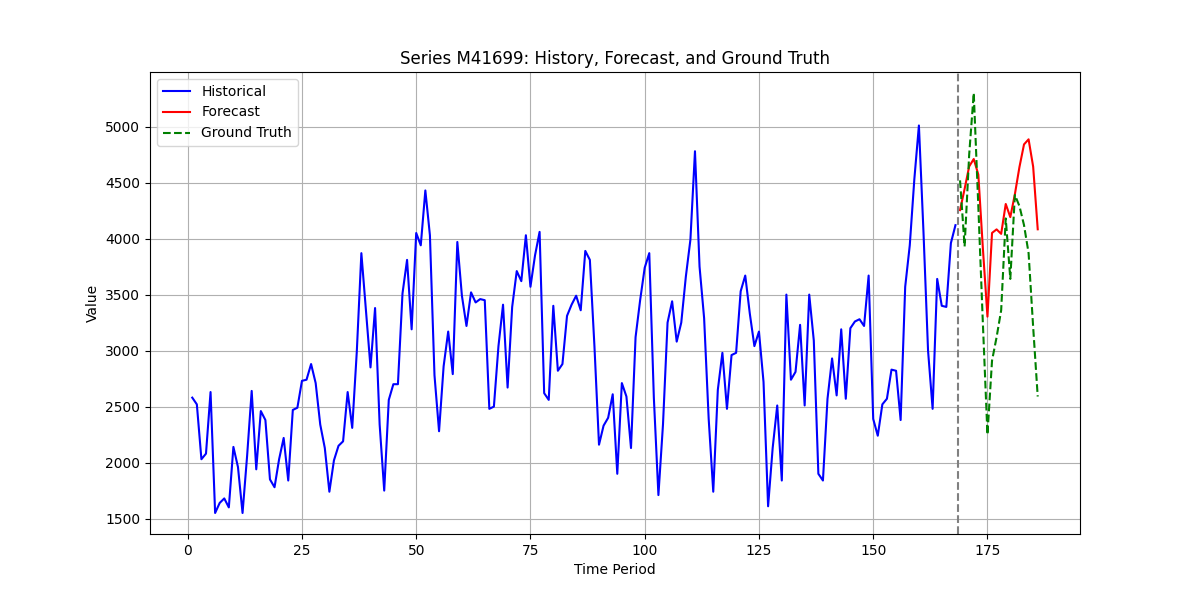 Series M41699: History, Forecast, and Ground Truth
Historical
Forecast
Ground Truth
5000
4500
4000
3500
3000
2500
2000
1500
Value
0 25 50 75 100 125 150 175
Time Period